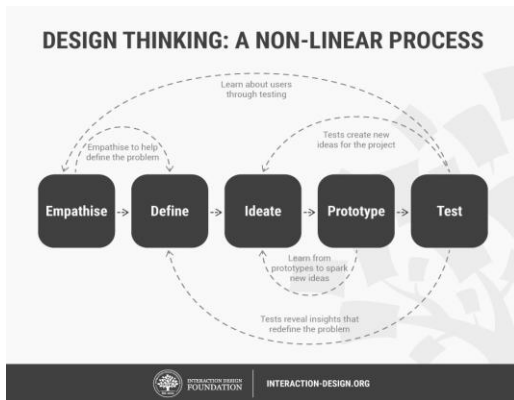 DESIGN THINKING: A NON-LINEAR PROCESS
Learn about users
through testing
Empathise to help
define the problem
Tests create new
ideas for the project
Empathise
Define
Ideate
Prototype
Test
Learn from
prototypes to spark
new ideas
Tests reveal insights that
redefine the problem
INTERACTION DESIGN
FOUNDATION
INTERACTION-DESIGN.ORG